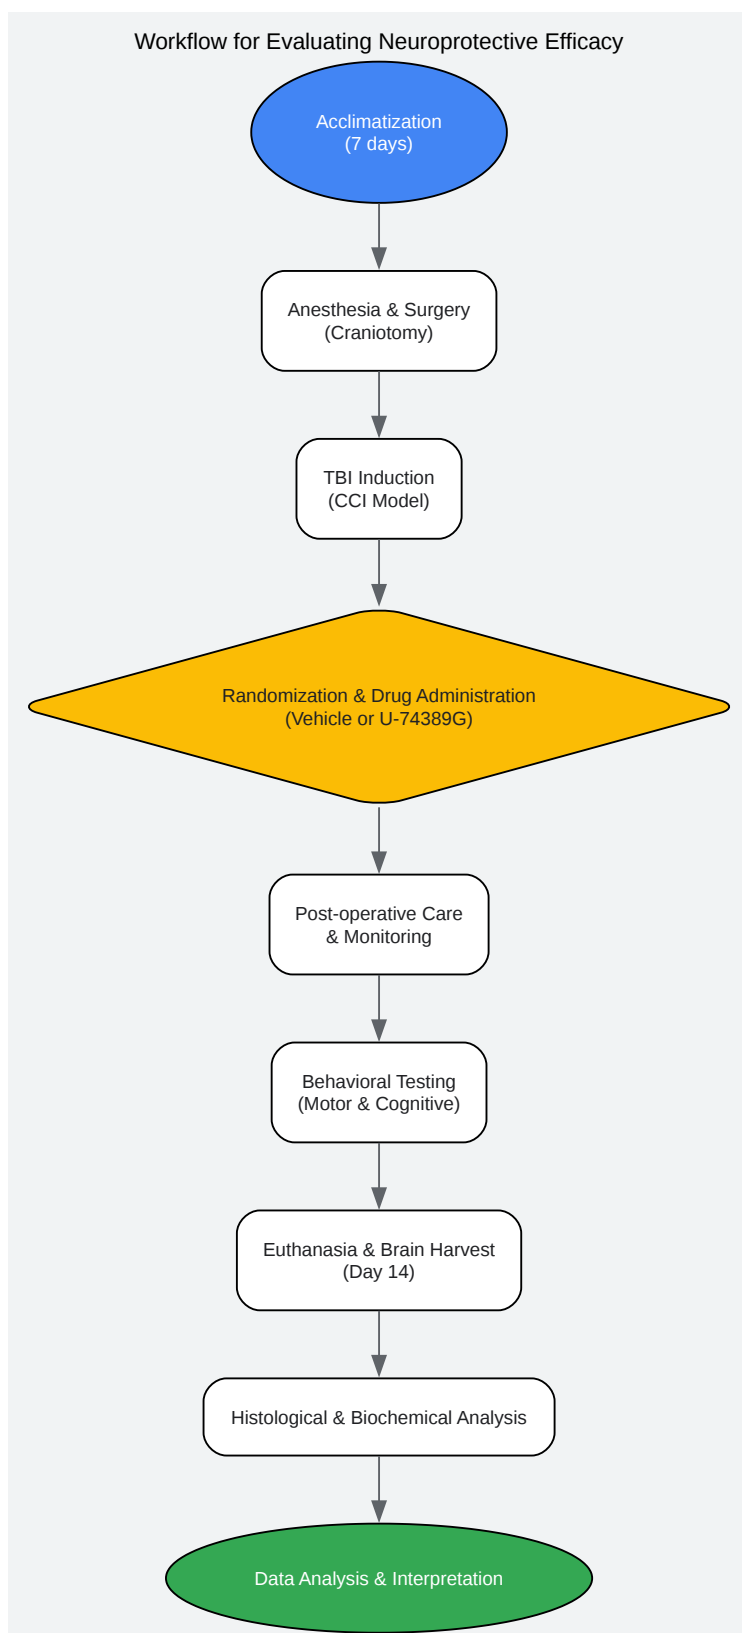 Workflow for Evaluating Neuroprotective Efficacy
Acclimatization
(7 days)
Anesthesia & Surgery
(Craniotomy)
TBI Induction
(CCI Model)
Randomization & Drug Administration
(Vehicle or U-74389G)
Post-operative Care
& Monitoring
Behavioral Testing
(Motor & Cognitive)
Euthanasia & Brain Harvest
(Day 14)
Histological & Biochemical Analysis
Data Analysis & Interpretation